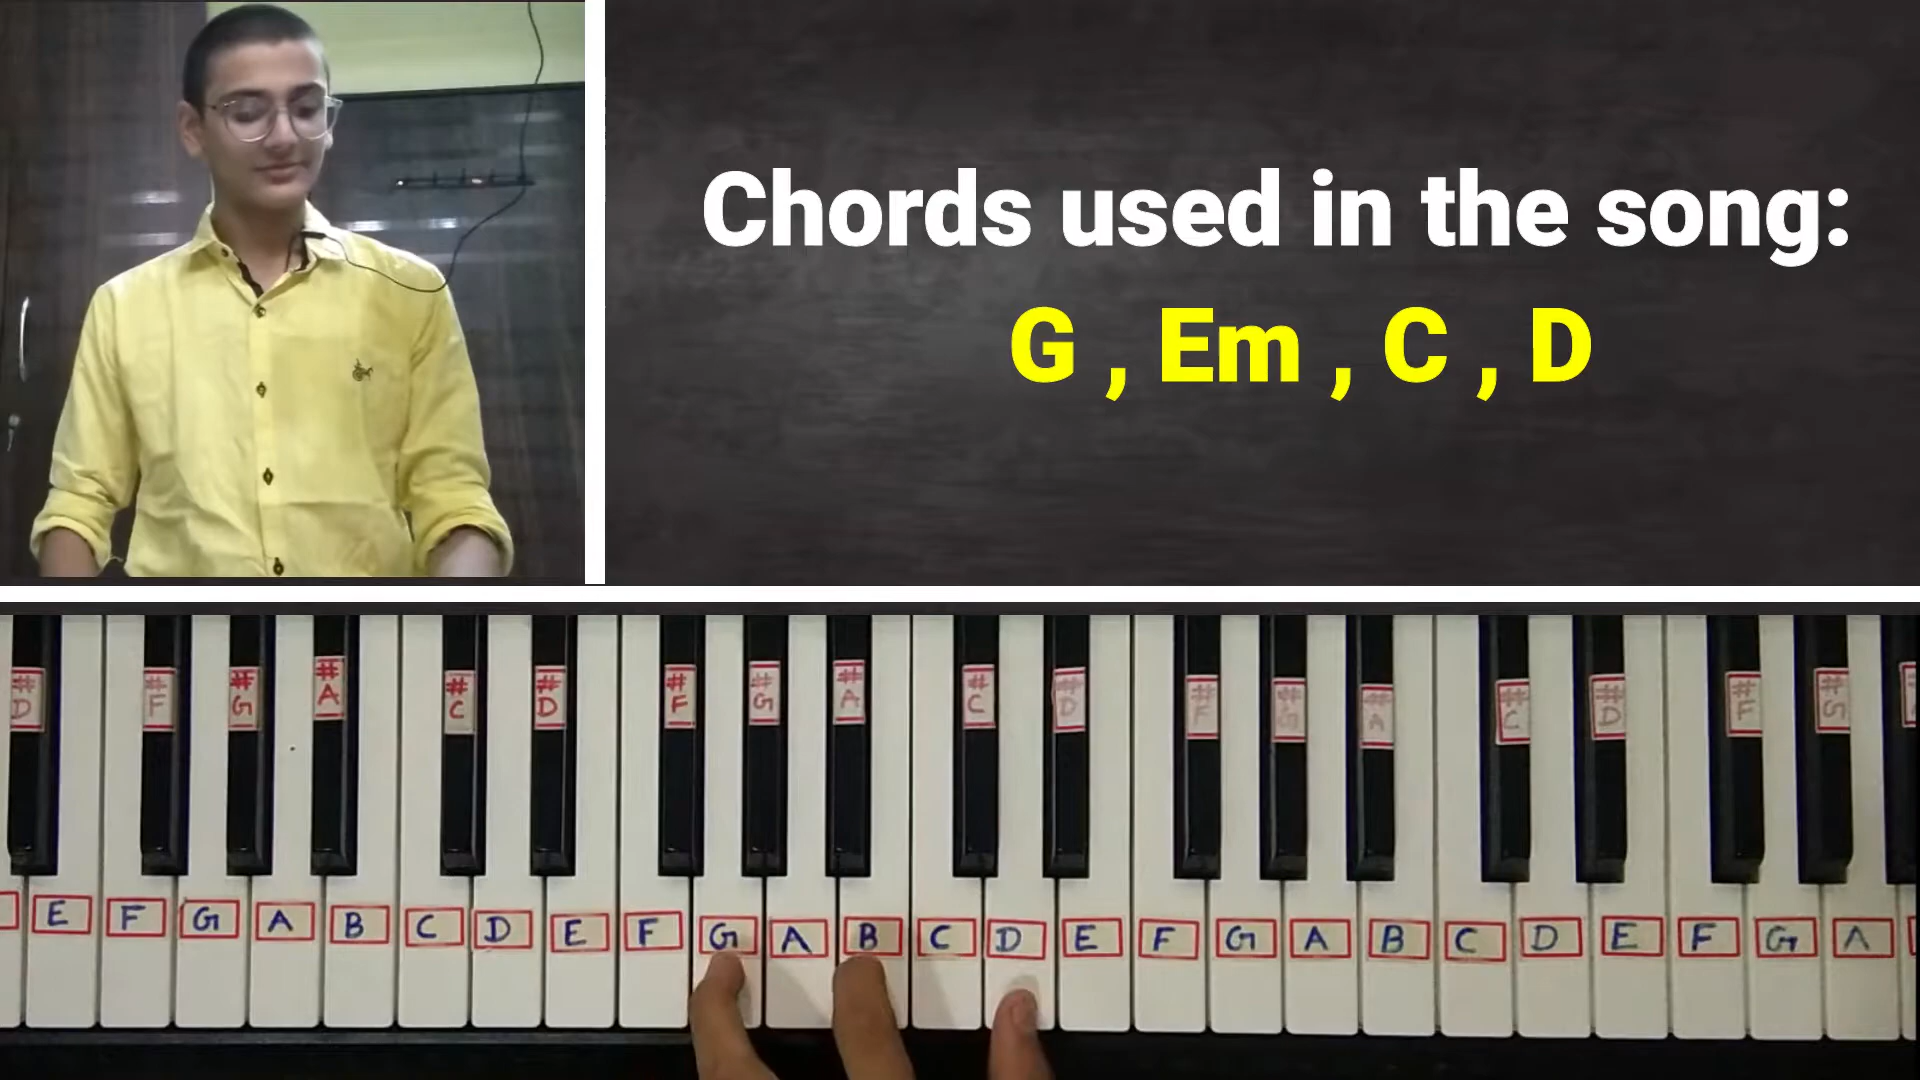 Chords used in the song:
G , Em , C , D
# D # F # G # A # C # D # F # G # A # C # D # F # G # A # C # D # F # G
E F G A B C D E F G A B C D E F G A B C D E F G A